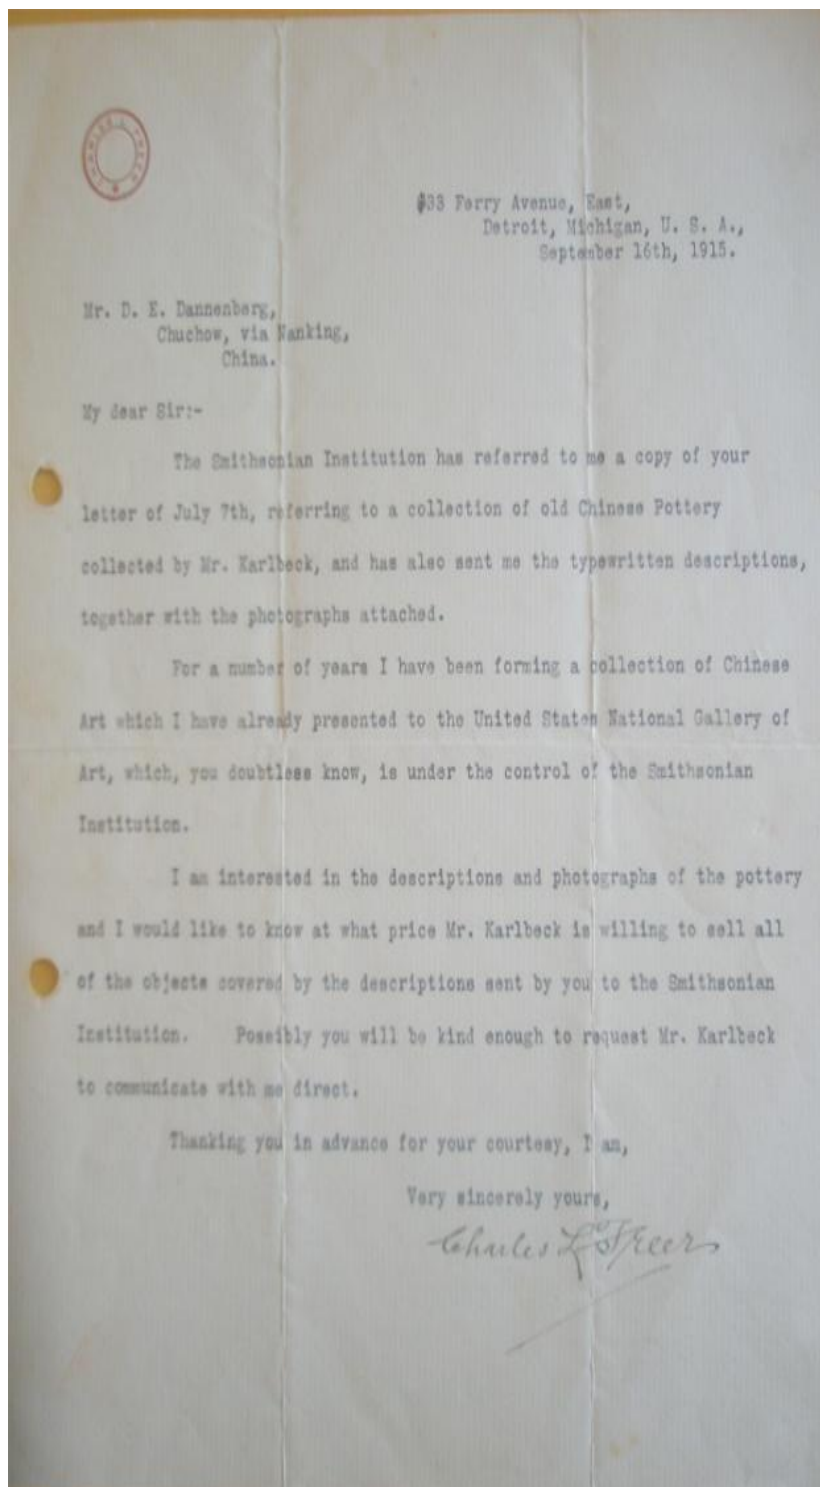 CHARLES L. FREER
33 Ferry Avenue, East,
Detroit, Michigan, U. S. A.,
September 16th, 1915.
Mr. D. E. Dannenberg,
Chuchow, via Nanking,
China.
My dear Sir:-
The Smithsonian Institution has referred to me a copy of your
letter of July 7th, referring to a collection of old Chinese Pottery
collected by Mr. Karlbeck, and has also sent me the typewritten descriptions,
together with the photographs attached.
For a number of years I have been forming a collection of Chinese
Art which I have already presented to the United States National Gallery of
Art, which, you doubtless know, is under the control of the Smithsonian
Institution.
I am interested in the descriptions and photographs of the pottery
and I would like to know at what price Mr. Karlbeck is willing to sell all
of the objects covered by the descriptions sent by you to the Smithsonian
Institution. Possibly you will be kind enough to request Mr. Karlbeck
to communicate with me direct.
Thanking you in advance for your courtesy, I am,
Very sincerely yours,
Charles L. Freer